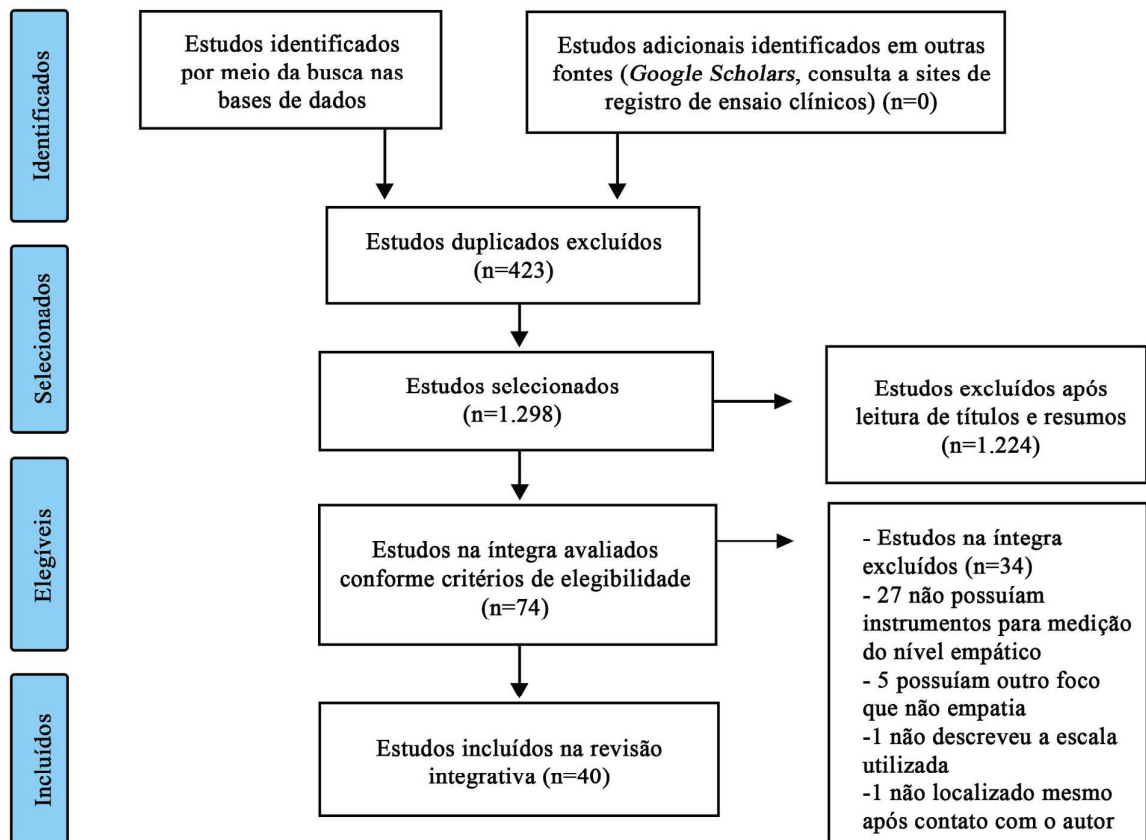 Identificados
Estudos identificados
por meio da busca nas
bases de dados
Estudos adicionais identificados em outras
fontes (Google Scholars, consulta a sites de
registro de ensaio clínicos) (n=0)
Estudos duplicados excluídos
(n=423)
Selecionados
Estudos selecionados
(n=1.298)
Estudos excluídos após
leitura de títulos e resumos
(n=1.224)
Elegíveis
Estudos na íntegra avaliados
conforme critérios de elegibilidade
(n=74)
- Estudos na íntegra
excluídos (n=34)
- 27 não possuíam
instrumentos para medição
do nível empático
- 5 possuíam outro foco
que não empatia
-1 não descreveu a escala
utilizada
-1 não localizado mesmo
após contato com o autor
Incluídos
Estudos incluídos na revisão
integrativa (n=40)